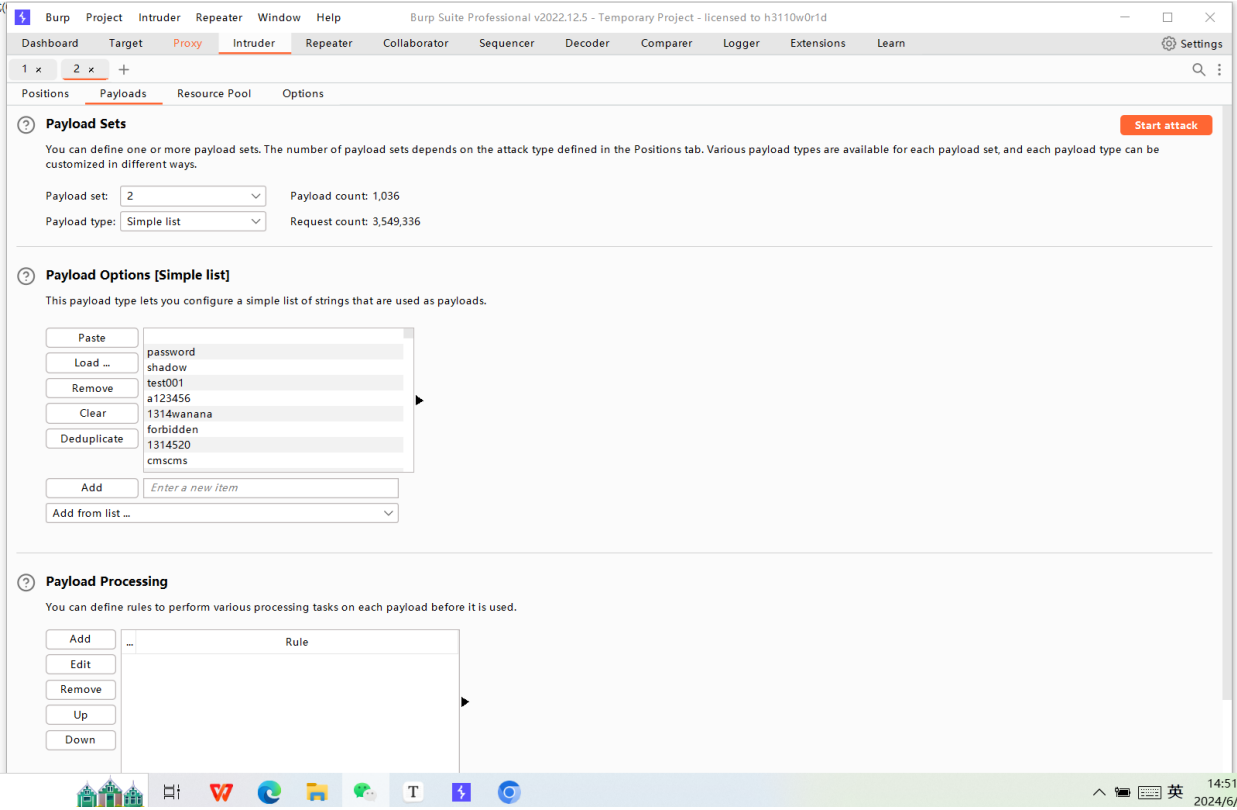 Burp Project Intruder Repeater Window Help Burp Suite Professional v2022.12.5 - Temporary Project - licensed to h3110w0r1d
Dashboard Target Proxy Intruder Repeater Collaborator Sequencer Decoder Comparer Logger Extensions Learn Settings
1 × 2 × +
Positions Payloads Resource Pool Options
? Payload Sets Start attack
You can define one or more payload sets. The number of payload sets depends on the attack type defined in the Positions tab. Various payload types are available for each payload set, and each payload type can be
customized in different ways.
Payload set: 2 Payload count: 1,036
Payload type: Simple list Request count: 3,549,336
? Payload Options [Simple list]
This payload type lets you configure a simple list of strings that are used as payloads.
Paste
Load ...
Remove
Clear
Deduplicate
password
shadow
test001
a123456
1314wanana
forbidden
1314520
cmscms
Add Enter a new item
Add from list ...
? Payload Processing
You can define rules to perform various processing tasks on each payload before it is used.
Add
Edit
Remove
Up
Down
... Rule
T
英
14:51
2024/6/